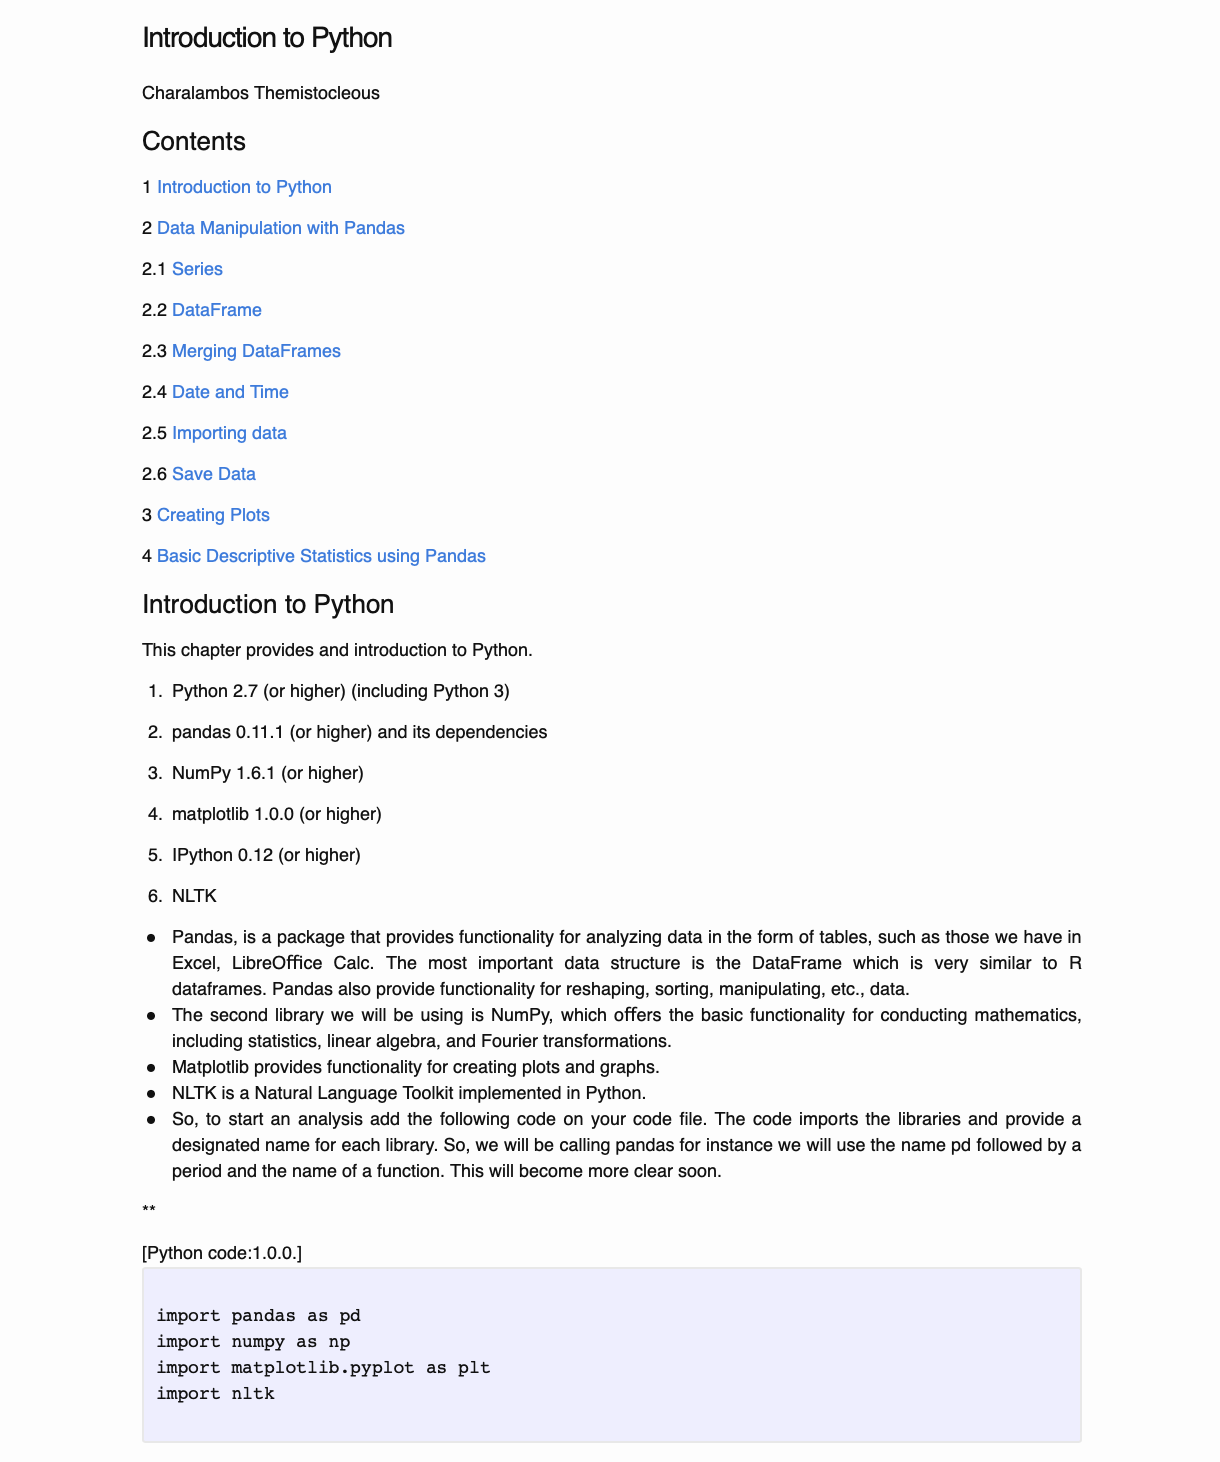 Introduction to Python
Charalambos Themistocleous
Contents
1 Introduction to Python
2 Data Manipulation with Pandas
2.1 Series
2.2 DataFrame
2.3 Merging DataFrames
2.4 Date and Time
2.5 Importing data
2.6 Save Data
3 Creating Plots
4 Basic Descriptive Statistics using Pandas
Introduction to Python
This chapter provides and introduction to Python.
1. Python 2.7 (or higher) (including Python 3)
2. pandas 0.11.1 (or higher) and its dependencies
3. NumPy 1.6.1 (or higher)
4. matplotlib 1.0.0 (or higher)
5. IPython 0.12 (or higher)
6. NLTK
• Pandas, is a package that provides functionality for analyzing data in the form of tables, such as those we have in
Excel, LibreOffice Calc. The most important data structure is the DataFrame which is very similar to R
dataframes. Pandas also provide functionality for reshaping, sorting, manipulating, etc., data.
• The second library we will be using is NumPy, which offers the basic functionality for conducting mathematics,
including statistics, linear algebra, and Fourier transformations.
• Matplotlib provides functionality for creating plots and graphs.
• NLTK is a Natural Language Toolkit implemented in Python.
• So, to start an analysis add the following code on your code file. The code imports the libraries and provide a
designated name for each library. So, we will be calling pandas for instance we will use the name pd followed by a
period and the name of a function. This will become more clear soon.
**
[Python code:1.0.0.]
import pandas as pd
import numpy as np
import matplotlib.pyplot as plt
import nltk